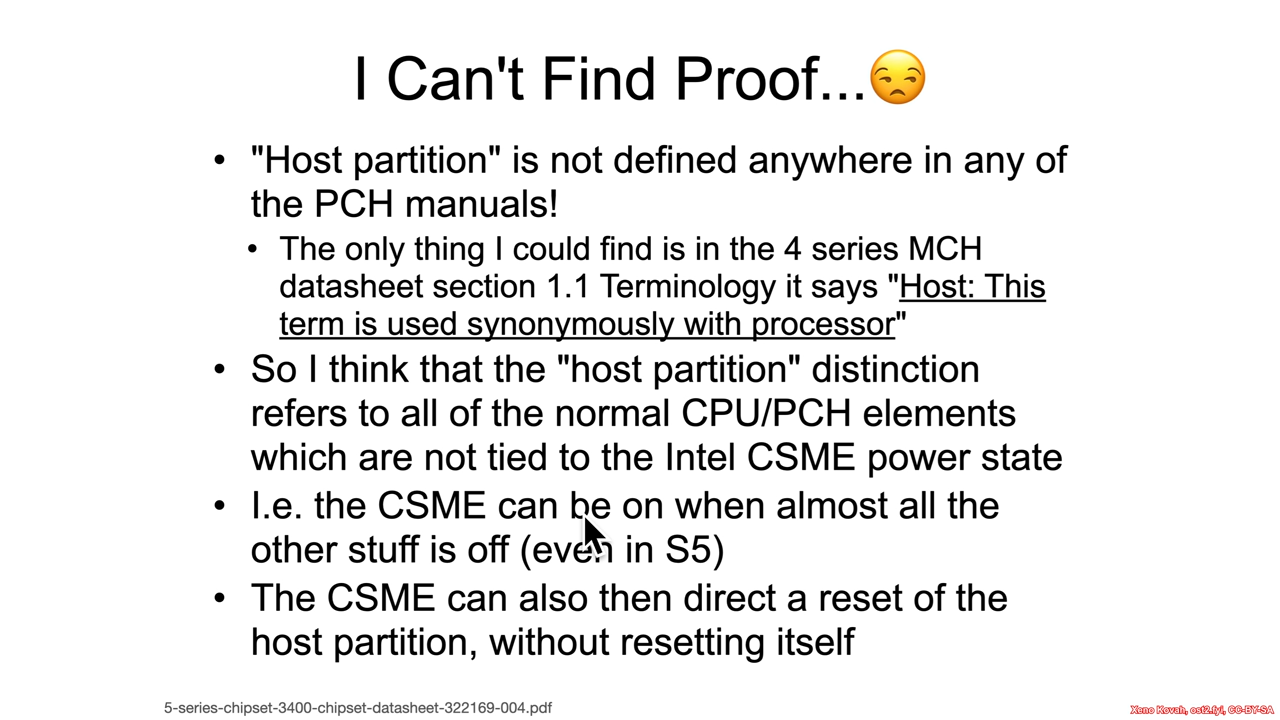 I Can't Find Proof...😒
• "Host partition" is not defined anywhere in any of
the PCH manuals!
• The only thing I could find is in the 4 series MCH
datasheet section 1.1 Terminology it says "Host: This
term is used synonymously with processor"
• So I think that the "host partition" distinction
refers to all of the normal CPU/PCH elements
which are not tied to the Intel CSME power state
• I.e. the CSME can be on when almost all the
other stuff is off (even in S5)
• The CSME can also then direct a reset of the
host partition, without resetting itself
5-series-chipset-3400-chipset-datasheet-322169-004.pdf
Xeno Kovah, ost2.fyi, CC-BY-SA